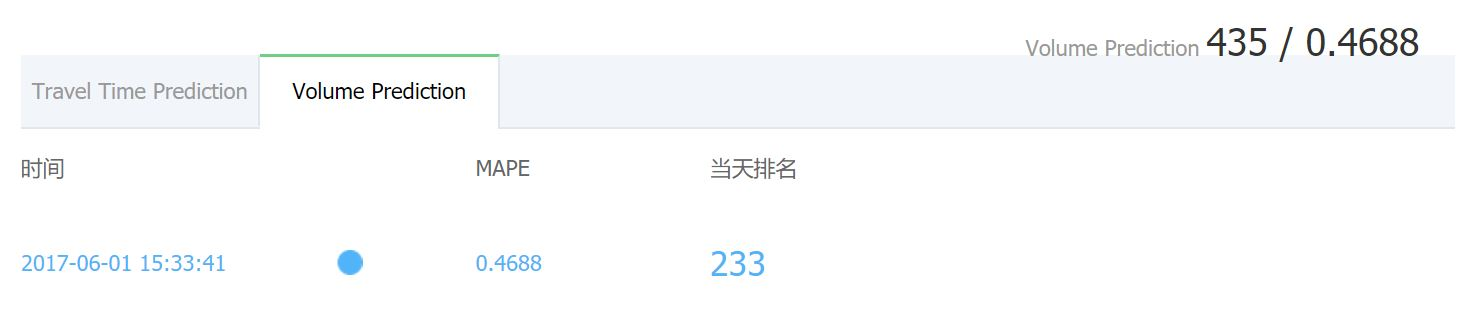 Volume Prediction 435 / 0.4688
Travel Time Prediction Volume Prediction
时间 MAPE 当天排名
2017-06-01 15:33:41 0.4688 233